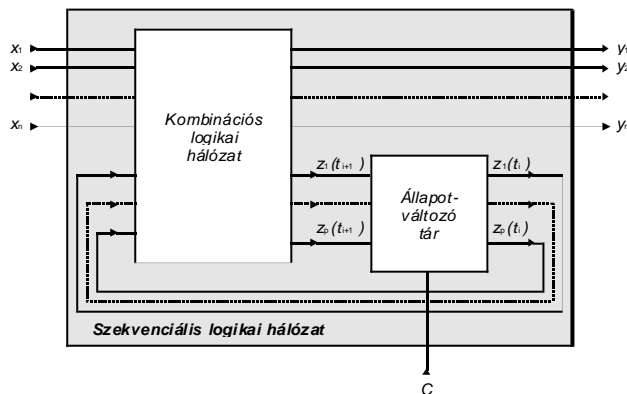 x1
y1
x2
y2
xn
yn
Kombinációs
logikai
hálózat
z1(ti+1)
z1(ti)
Állapot-
változó
tár
zp(ti+1)
zp(ti)
Szekvenciális logikai hálózat
C